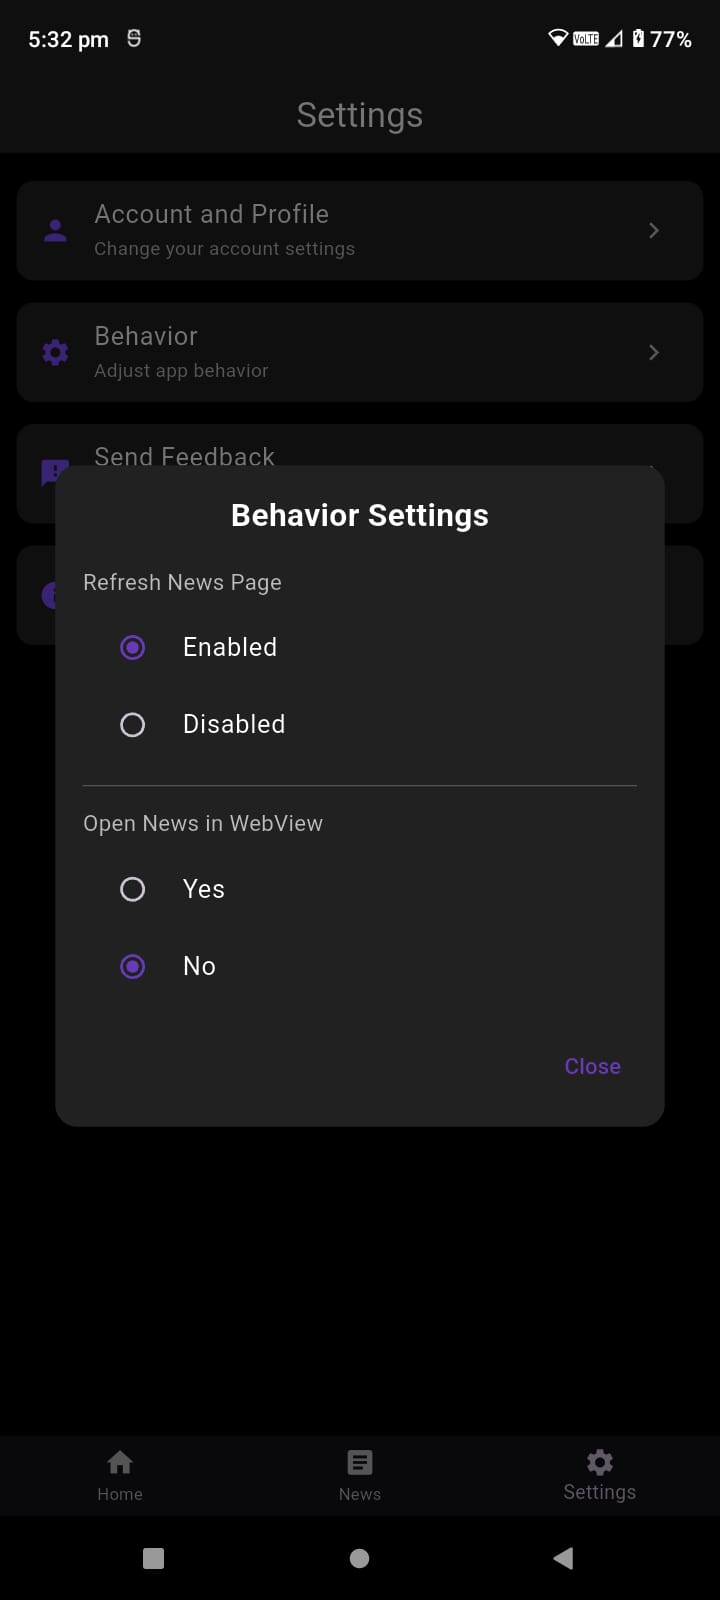 5:32 pm
VoLTE
77%
Settings
Account and Profile
Change your account settings
Behavior
Adjust app behavior
Send Feedback
Behavior Settings
Refresh News Page
Enabled
Disabled
Open News in WebView
Yes
No
Close
Home
News
Settings